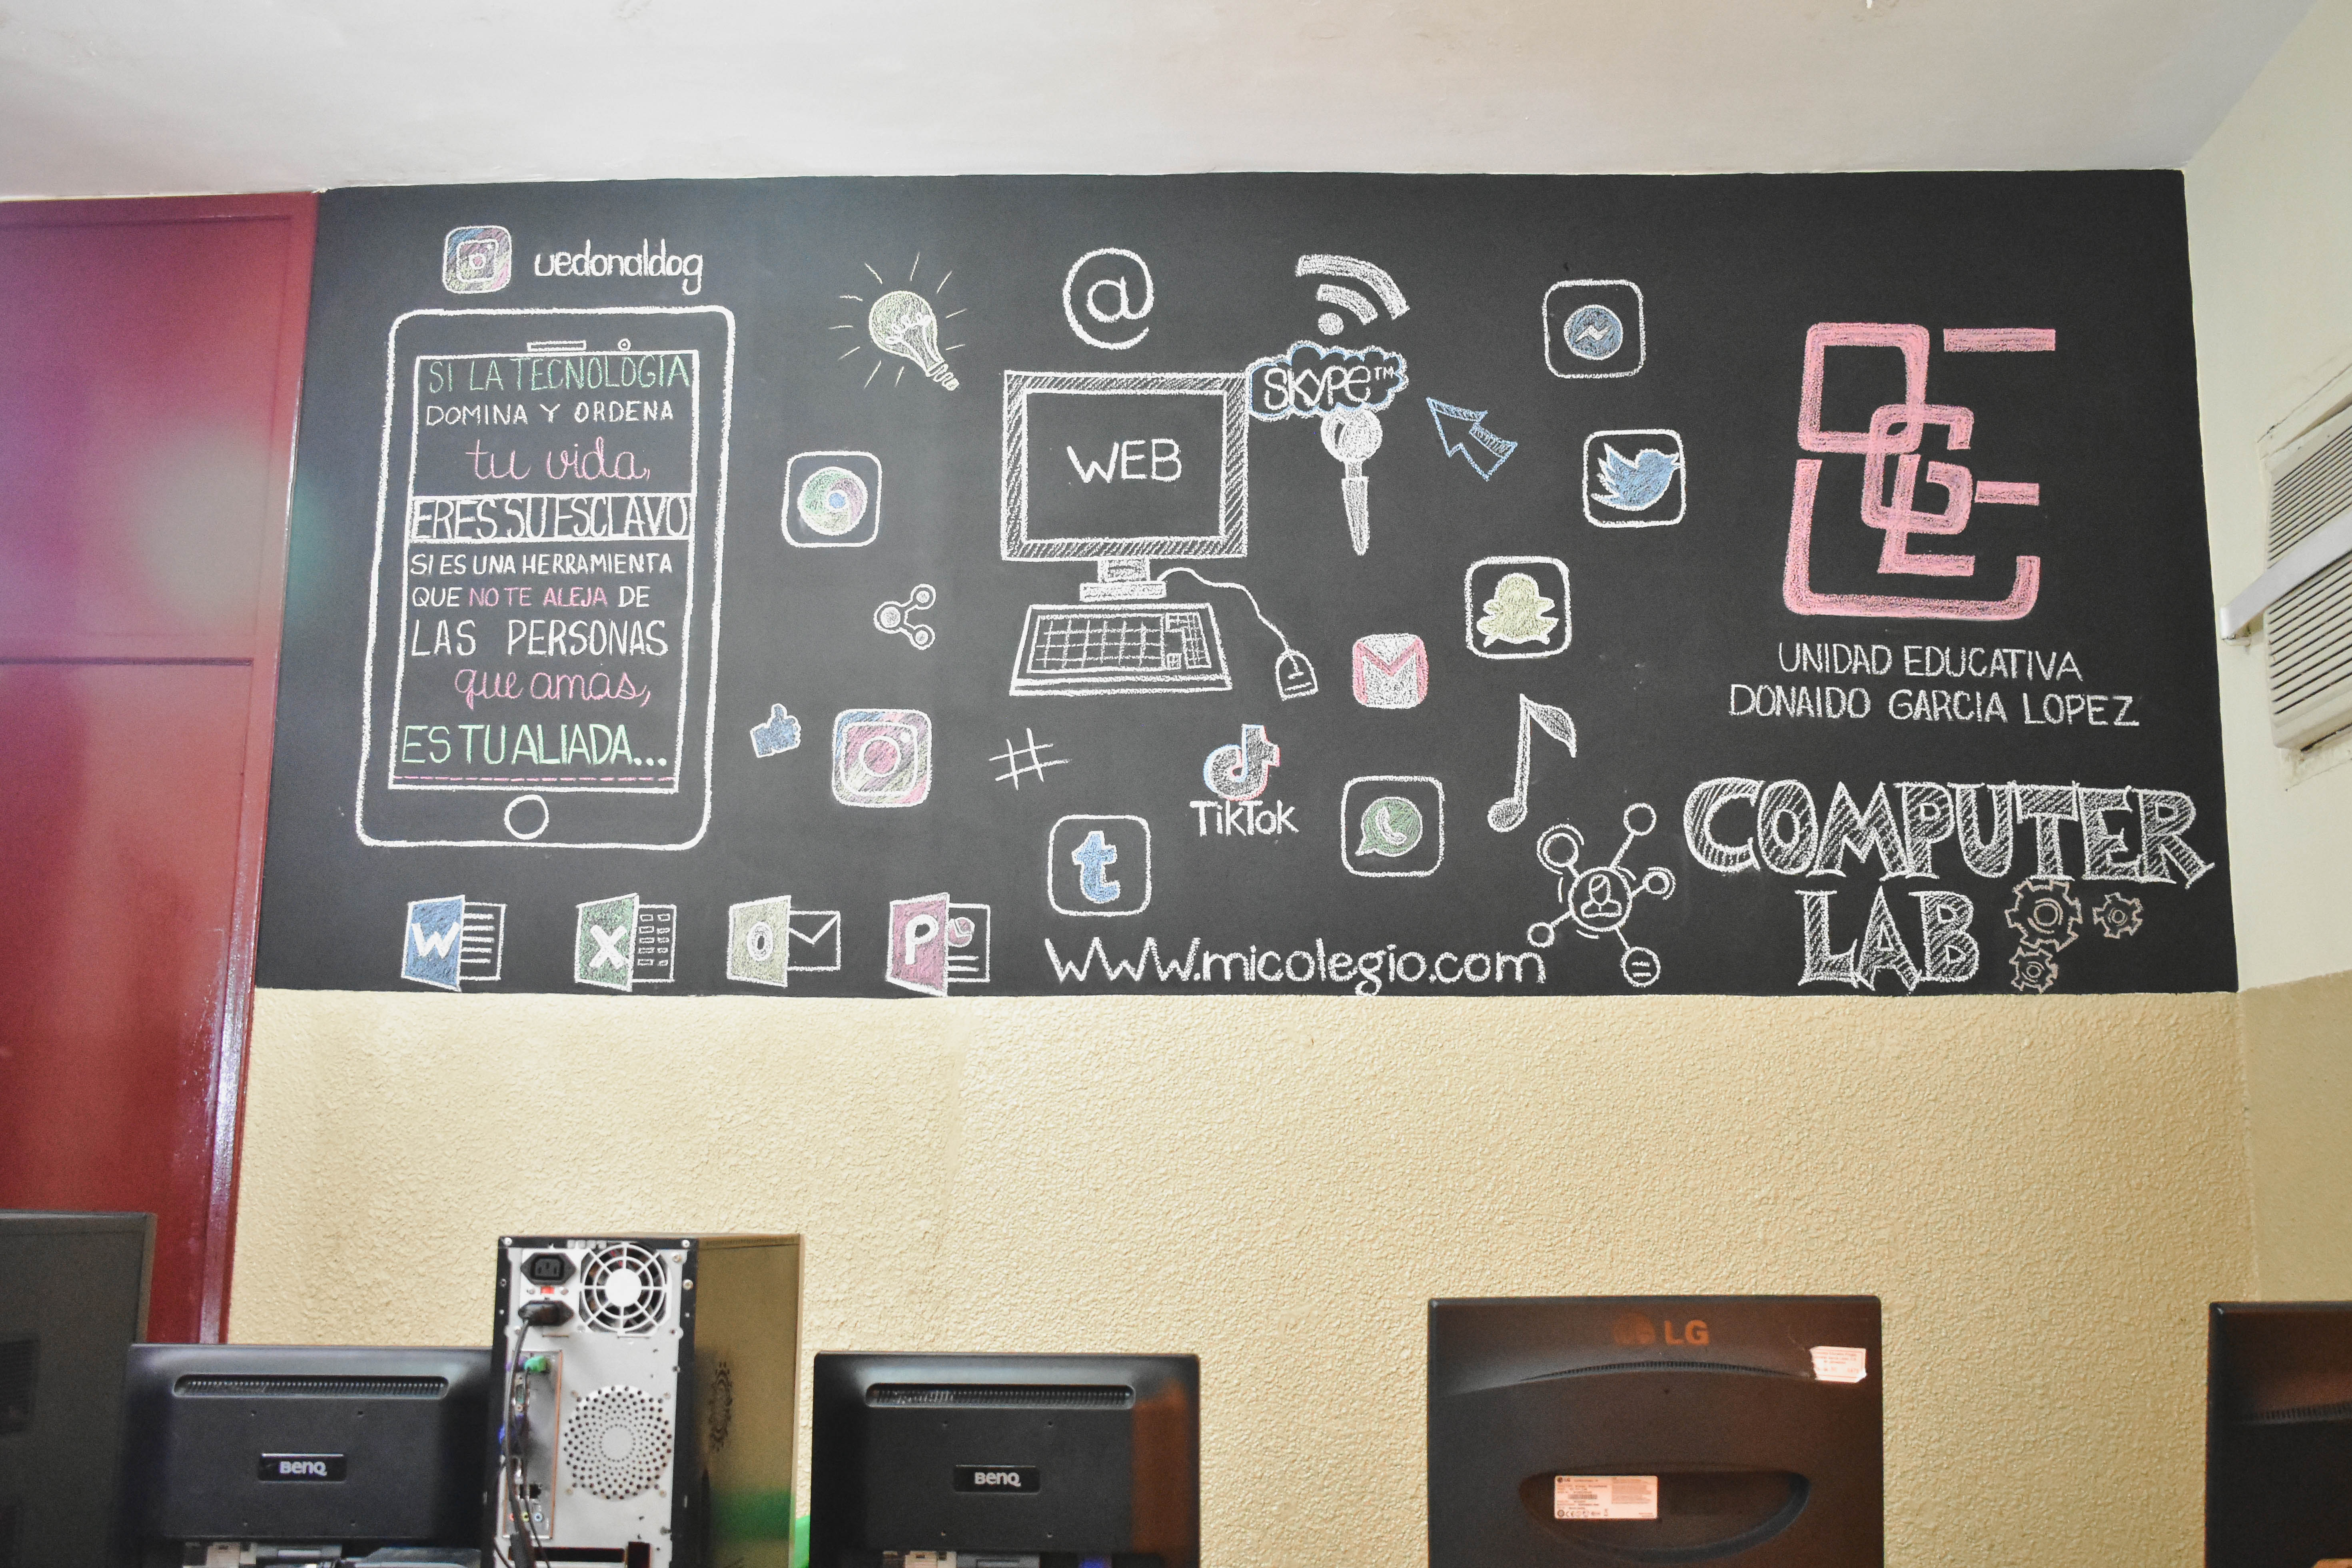 uedonaldog
SI LA TECNOLOGIA
DOMINA Y ORDENA
tu vida,
ERES SU ESCLAVO
SI ES UNA HERRAMIENTA
QUE NO TE ALEJA DE
LAS PERSONAS
que amas,
ES TU ALIADA...
W
X
O
P
@
WEB
SKYPE™
#
TikTok
t
WWW.micolegio.com
UNIDAD EDUCATIVA
DONALDO GARCIA LOPEZ
COMPUTER
LAB
BenQ
BenQ
LG